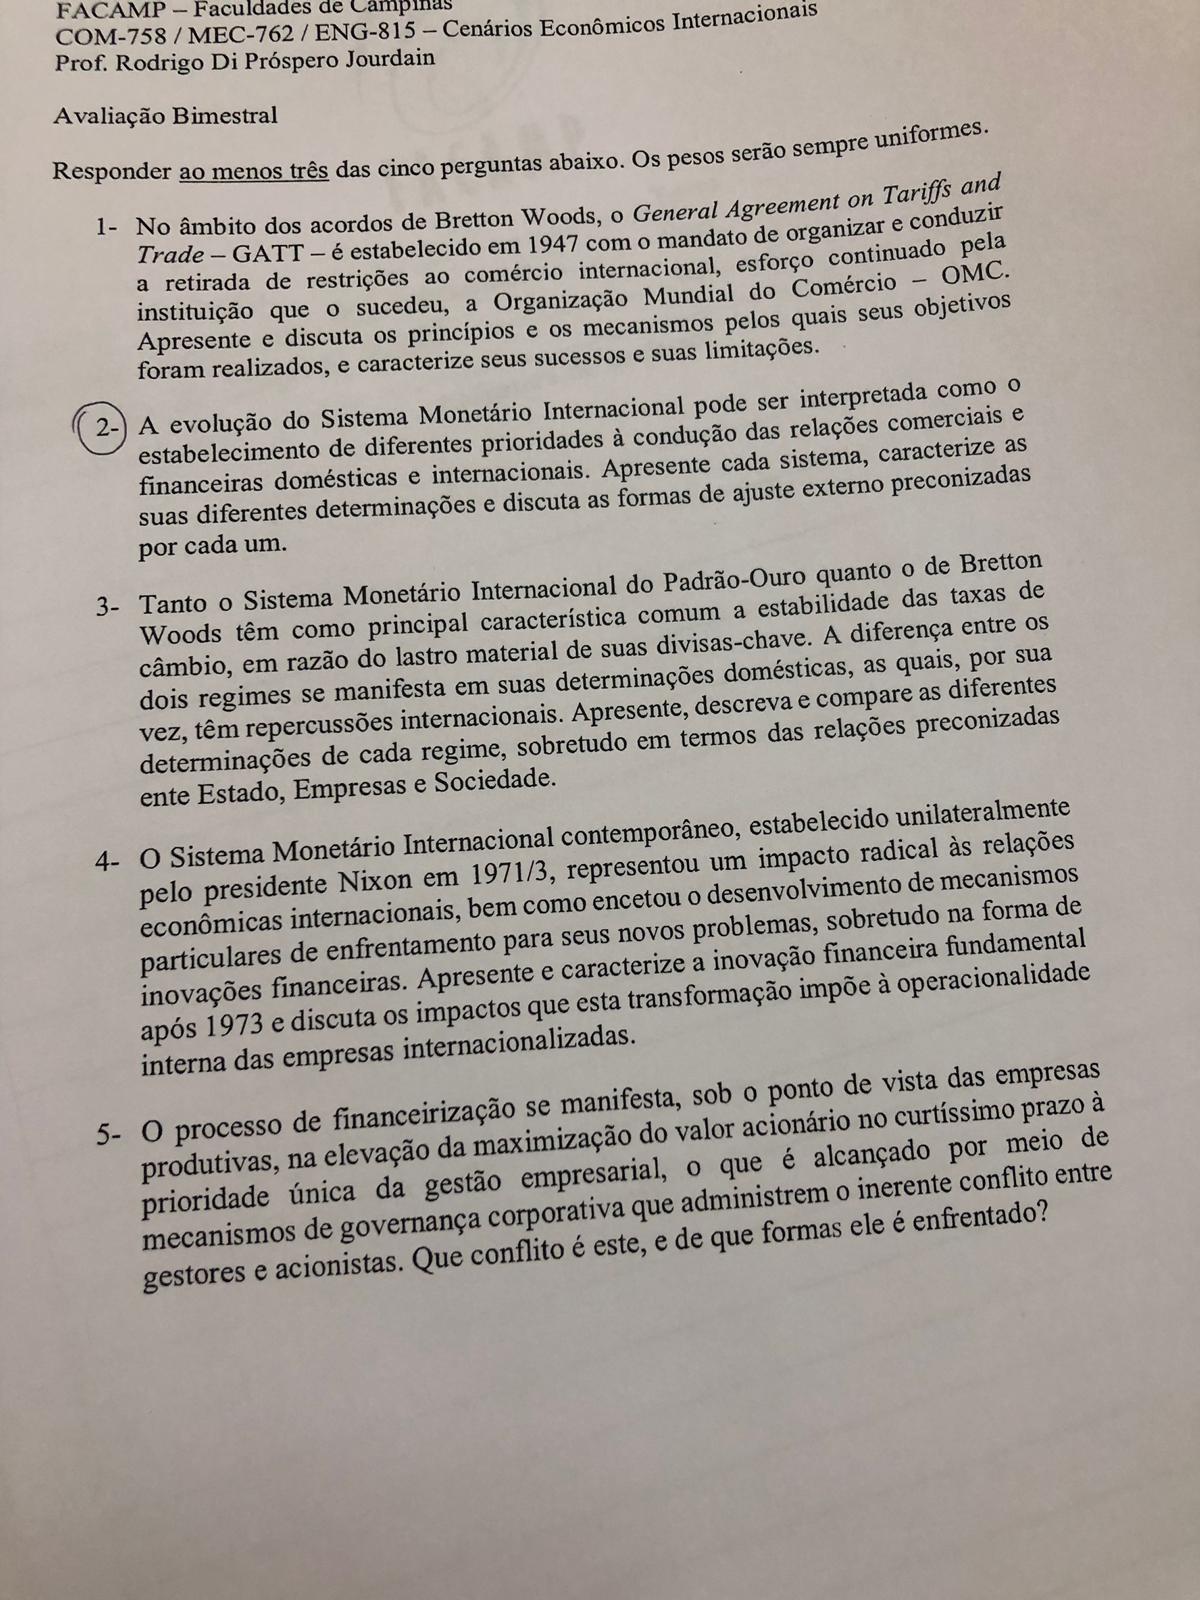 FACAMP – Faculdades de Campinas
COM-758 / MEC-762 / ENG-815 – Cenários Econômicos Internacionais
Prof. Rodrigo Di Próspero Jourdain
Avaliação Bimestral
Responder ao menos três das cinco perguntas abaixo. Os pesos serão sempre uniformes.
1- No âmbito dos acordos de Bretton Woods, o General Agreement on Tariffs and
Trade – GATT – é estabelecido em 1947 com o mandato de organizar e conduzir
a retirada de restrições ao comércio internacional, esforço continuado pela
instituição que o sucedeu, a Organização Mundial do Comércio – OMC.
Apresente e discuta os princípios e os mecanismos pelos quais seus objetivos
foram realizados, e caracterize seus sucessos e suas limitações.
2- A evolução do Sistema Monetário Internacional pode ser interpretada como o
estabelecimento de diferentes prioridades à condução das relações comerciais e
financeiras domésticas e internacionais. Apresente cada sistema, caracterize as
suas diferentes determinações e discuta as formas de ajuste externo preconizadas
por cada um.
3- Tanto o Sistema Monetário Internacional do Padrão-Ouro quanto o de Bretton
Woods têm como principal característica comum a estabilidade das taxas de
câmbio, em razão do lastro material de suas divisas-chave. A diferença entre os
dois regimes se manifesta em suas determinações domésticas, as quais, por sua
vez, têm repercussões internacionais. Apresente, descreva e compare as diferentes
determinações de cada regime, sobretudo em termos das relações preconizadas
ente Estado, Empresas e Sociedade.
4- O Sistema Monetário Internacional contemporâneo, estabelecido unilateralmente
pelo presidente Nixon em 1971/3, representou um impacto radical às relações
econômicas internacionais, bem como encetou o desenvolvimento de mecanismos
particulares de enfrentamento para seus novos problemas, sobretudo na forma de
inovações financeiras. Apresente e caracterize a inovação financeira fundamental
após 1973 e discuta os impactos que esta transformação impõe à operacionalidade
interna das empresas internacionalizadas.
5- O processo de financeirização se manifesta, sob o ponto de vista das empresas
produtivas, na elevação da maximização do valor acionário no curtíssimo prazo à
prioridade única da gestão empresarial, o que é alcançado por meio de
mecanismos de governança corporativa que administrem o inerente conflito entre
gestores e acionistas. Que conflito é este, e de que formas ele é enfrentado?